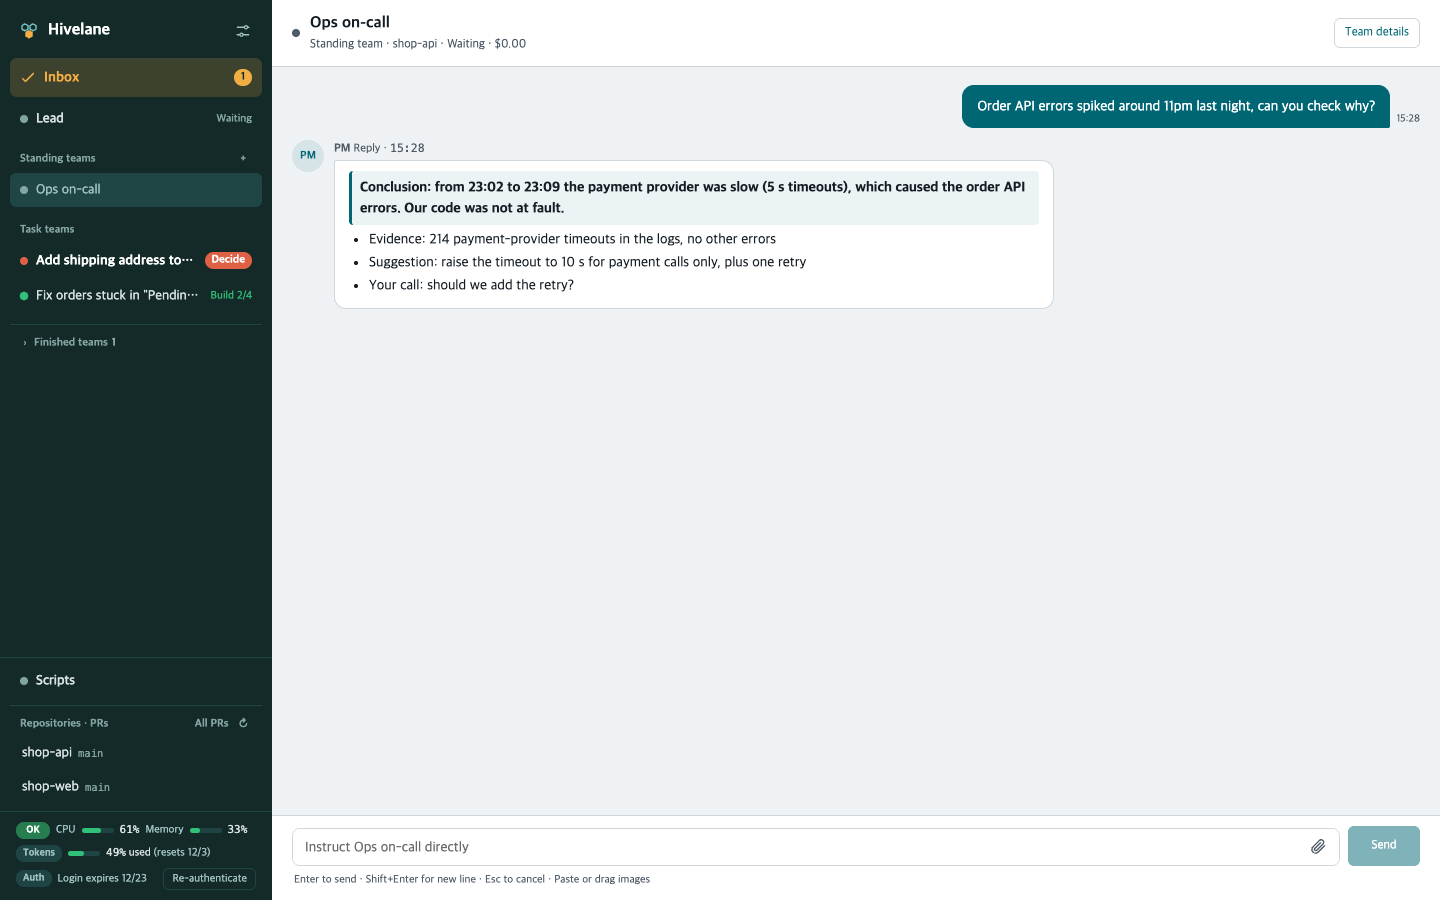 Hivelane
Inbox 1
Lead Waiting
Standing teams +
Ops on-call
Task teams
Add shipping address to··· Decide
Fix orders stuck in "Pendin··· Build 2/4
› Finished teams 1
Scripts
Repositories · PRs All PRs
shop-api main
shop-web main
OK CPU 61% Memory 33%
Tokens 49% used (resets 12/3)
Auth Login expires 12/23 Re-authenticate
Ops on-call
Standing team · shop-api · Waiting · $0.00
Team details
Order API errors spiked around 11pm last night, can you check why?
15:28
PM
PM Reply · 15:28
Conclusion: from 23:02 to 23:09 the payment provider was slow (5 s timeouts), which caused the order API
errors. Our code was not at fault.
• Evidence: 214 payment-provider timeouts in the logs, no other errors
• Suggestion: raise the timeout to 10 s for payment calls only, plus one retry
• Your call: should we add the retry?
Instruct Ops on-call directly
Send
Enter to send · Shift+Enter for new line · Esc to cancel · Paste or drag images